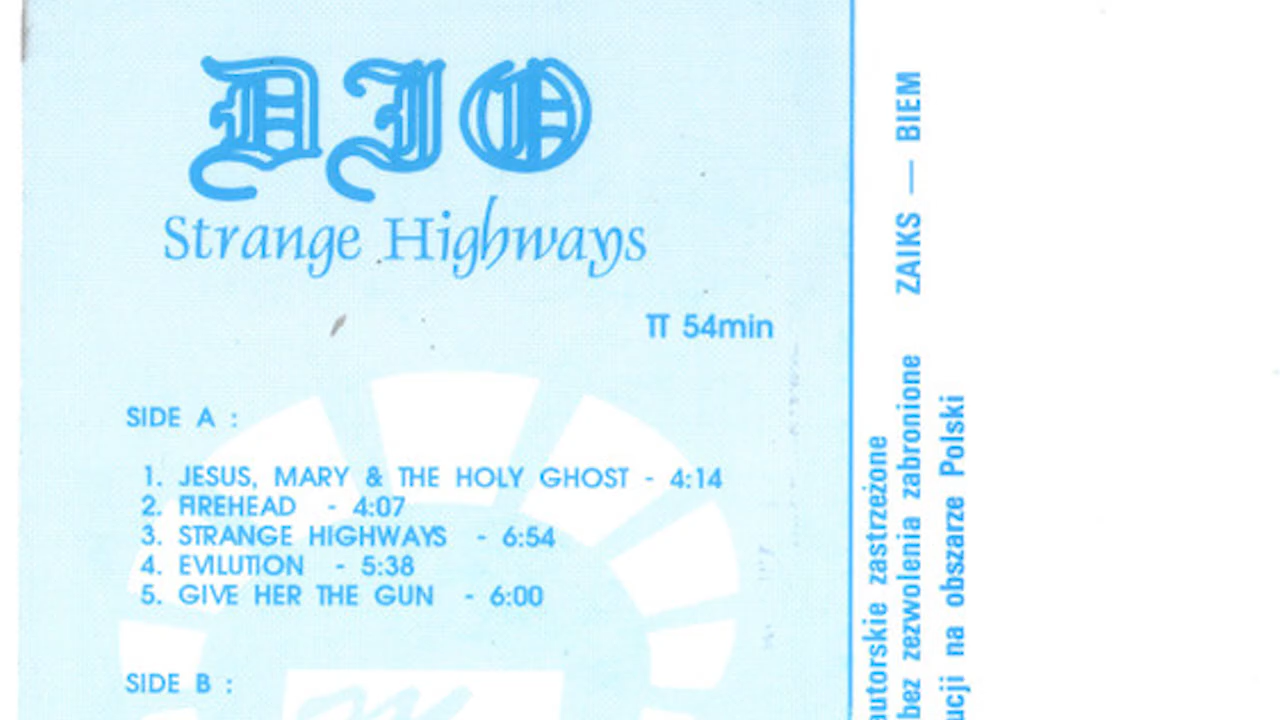 DIO
Strange Highways
TT 54min
SIDE A :
1. JESUS, MARY & THE HOLY GHOST - 4:14
2. FIREHEAD - 4:07
3. STRANGE HIGHWAYS - 6:54
4. EVILUTION - 5:38
5. GIVE HER THE GUN - 6:00
SIDE B :
autorskie zastrzeżone
bez zezwolenia zabronione ZAIKS — BIEM
ucji na obszarze Polski